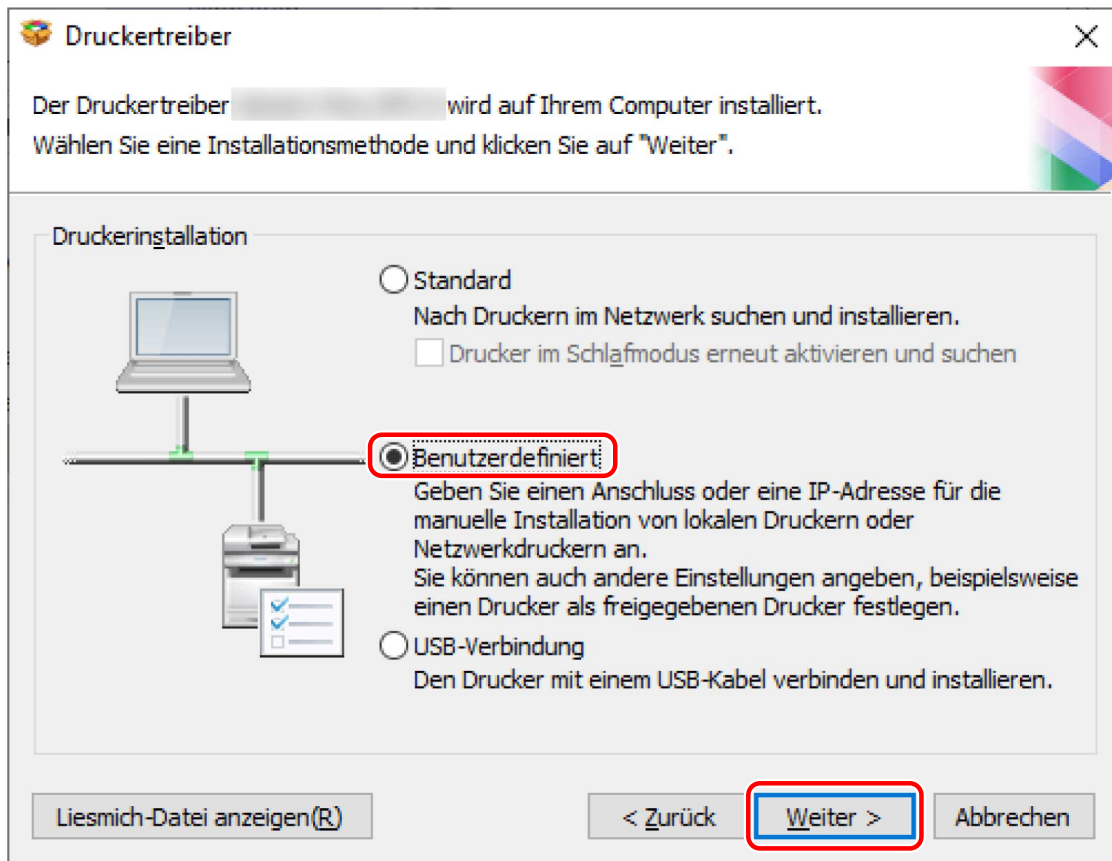 Druckertreiber
Der Druckertreiber wird auf Ihrem Computer installiert.
Wählen Sie eine Installationsmethode und klicken Sie auf "Weiter".
Druckerinstallation
Standard
Nach Druckern im Netzwerk suchen und installieren.
Drucker im Schlafmodus erneut aktivieren und suchen
Benutzerdefiniert
Geben Sie einen Anschluss oder eine IP-Adresse für die
manuelle Installation von lokalen Druckern oder
Netzwerkdruckern an.
Sie können auch andere Einstellungen angeben, beispielsweise
einen Drucker als freigegebenen Drucker festlegen.
USB-Verbindung
Den Drucker mit einem USB-Kabel verbinden und installieren.
Liesmich-Datei anzeigen(R)
< Zurück
Weiter >
Abbrechen